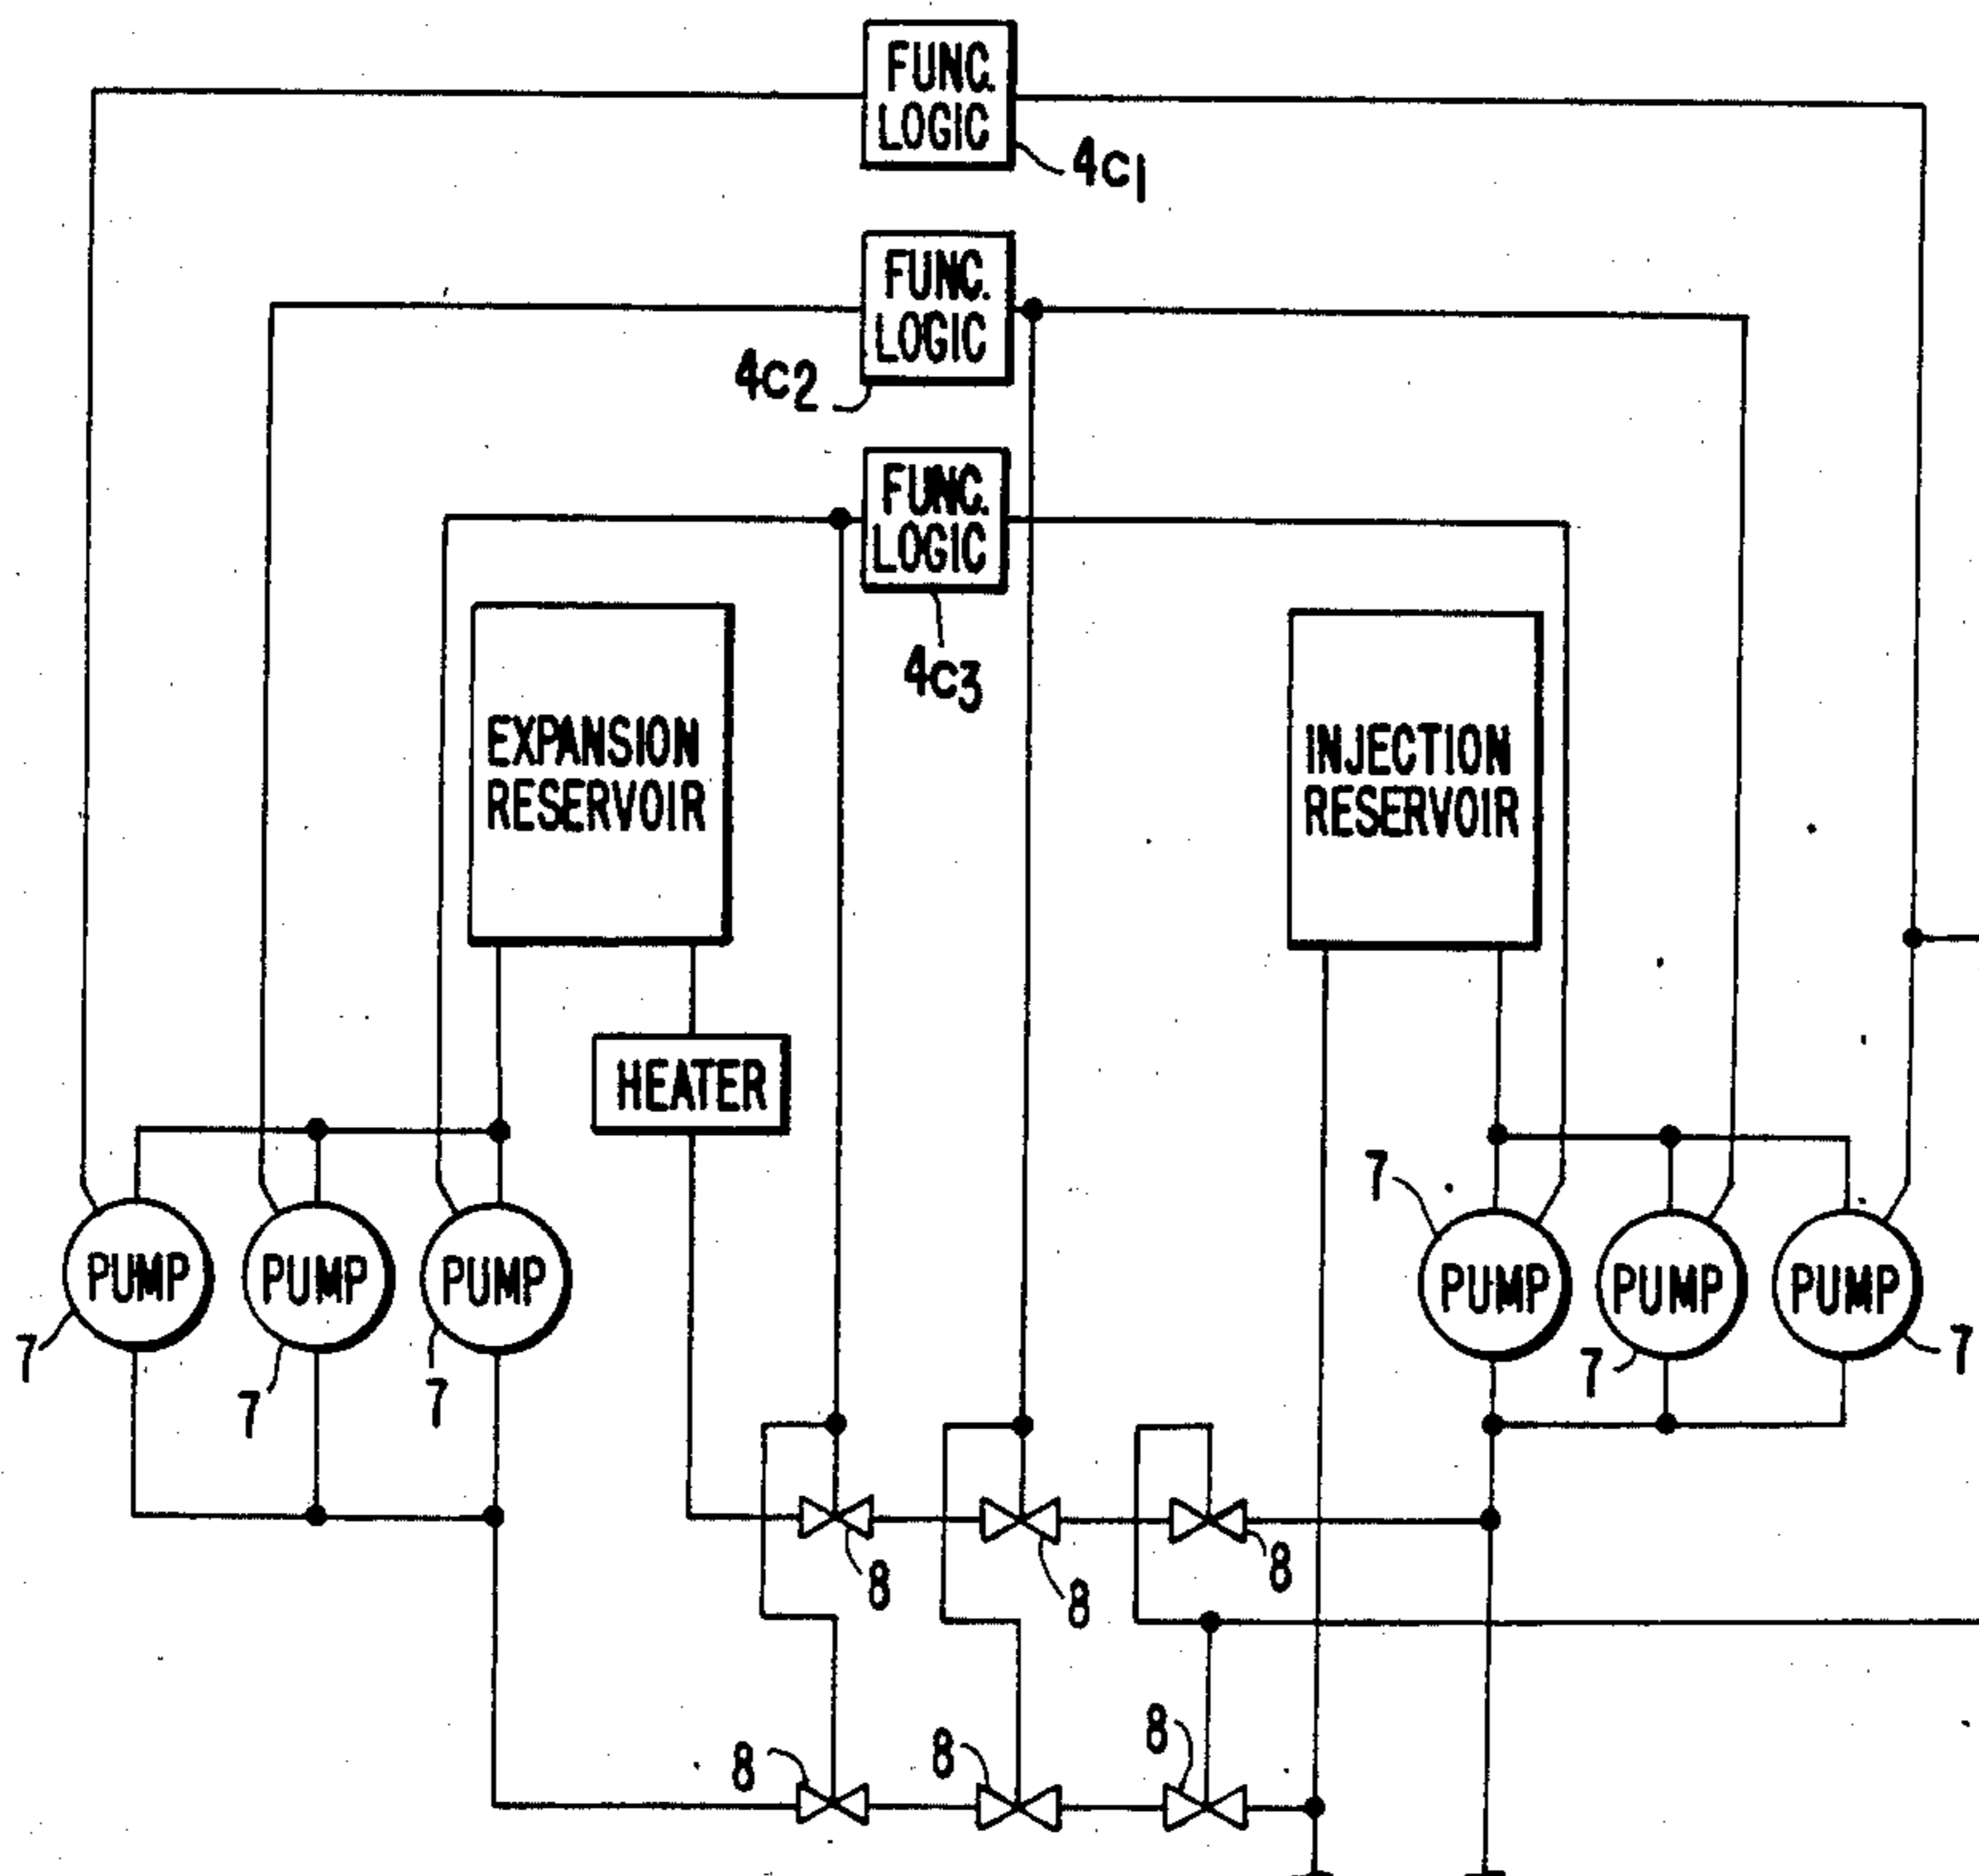 FUNC.
LOGIC
4c1
FUNC.
LOGIC
4c2
FUNC.
LOGIC
4c3
EXPANSION
RESERVOIR
INJECTION
RESERVOIR
HEATER
7
PUMP
PUMP
PUMP
PUMP
PUMP
PUMP
7
7
7
7
7
8
8
8
8
8
8